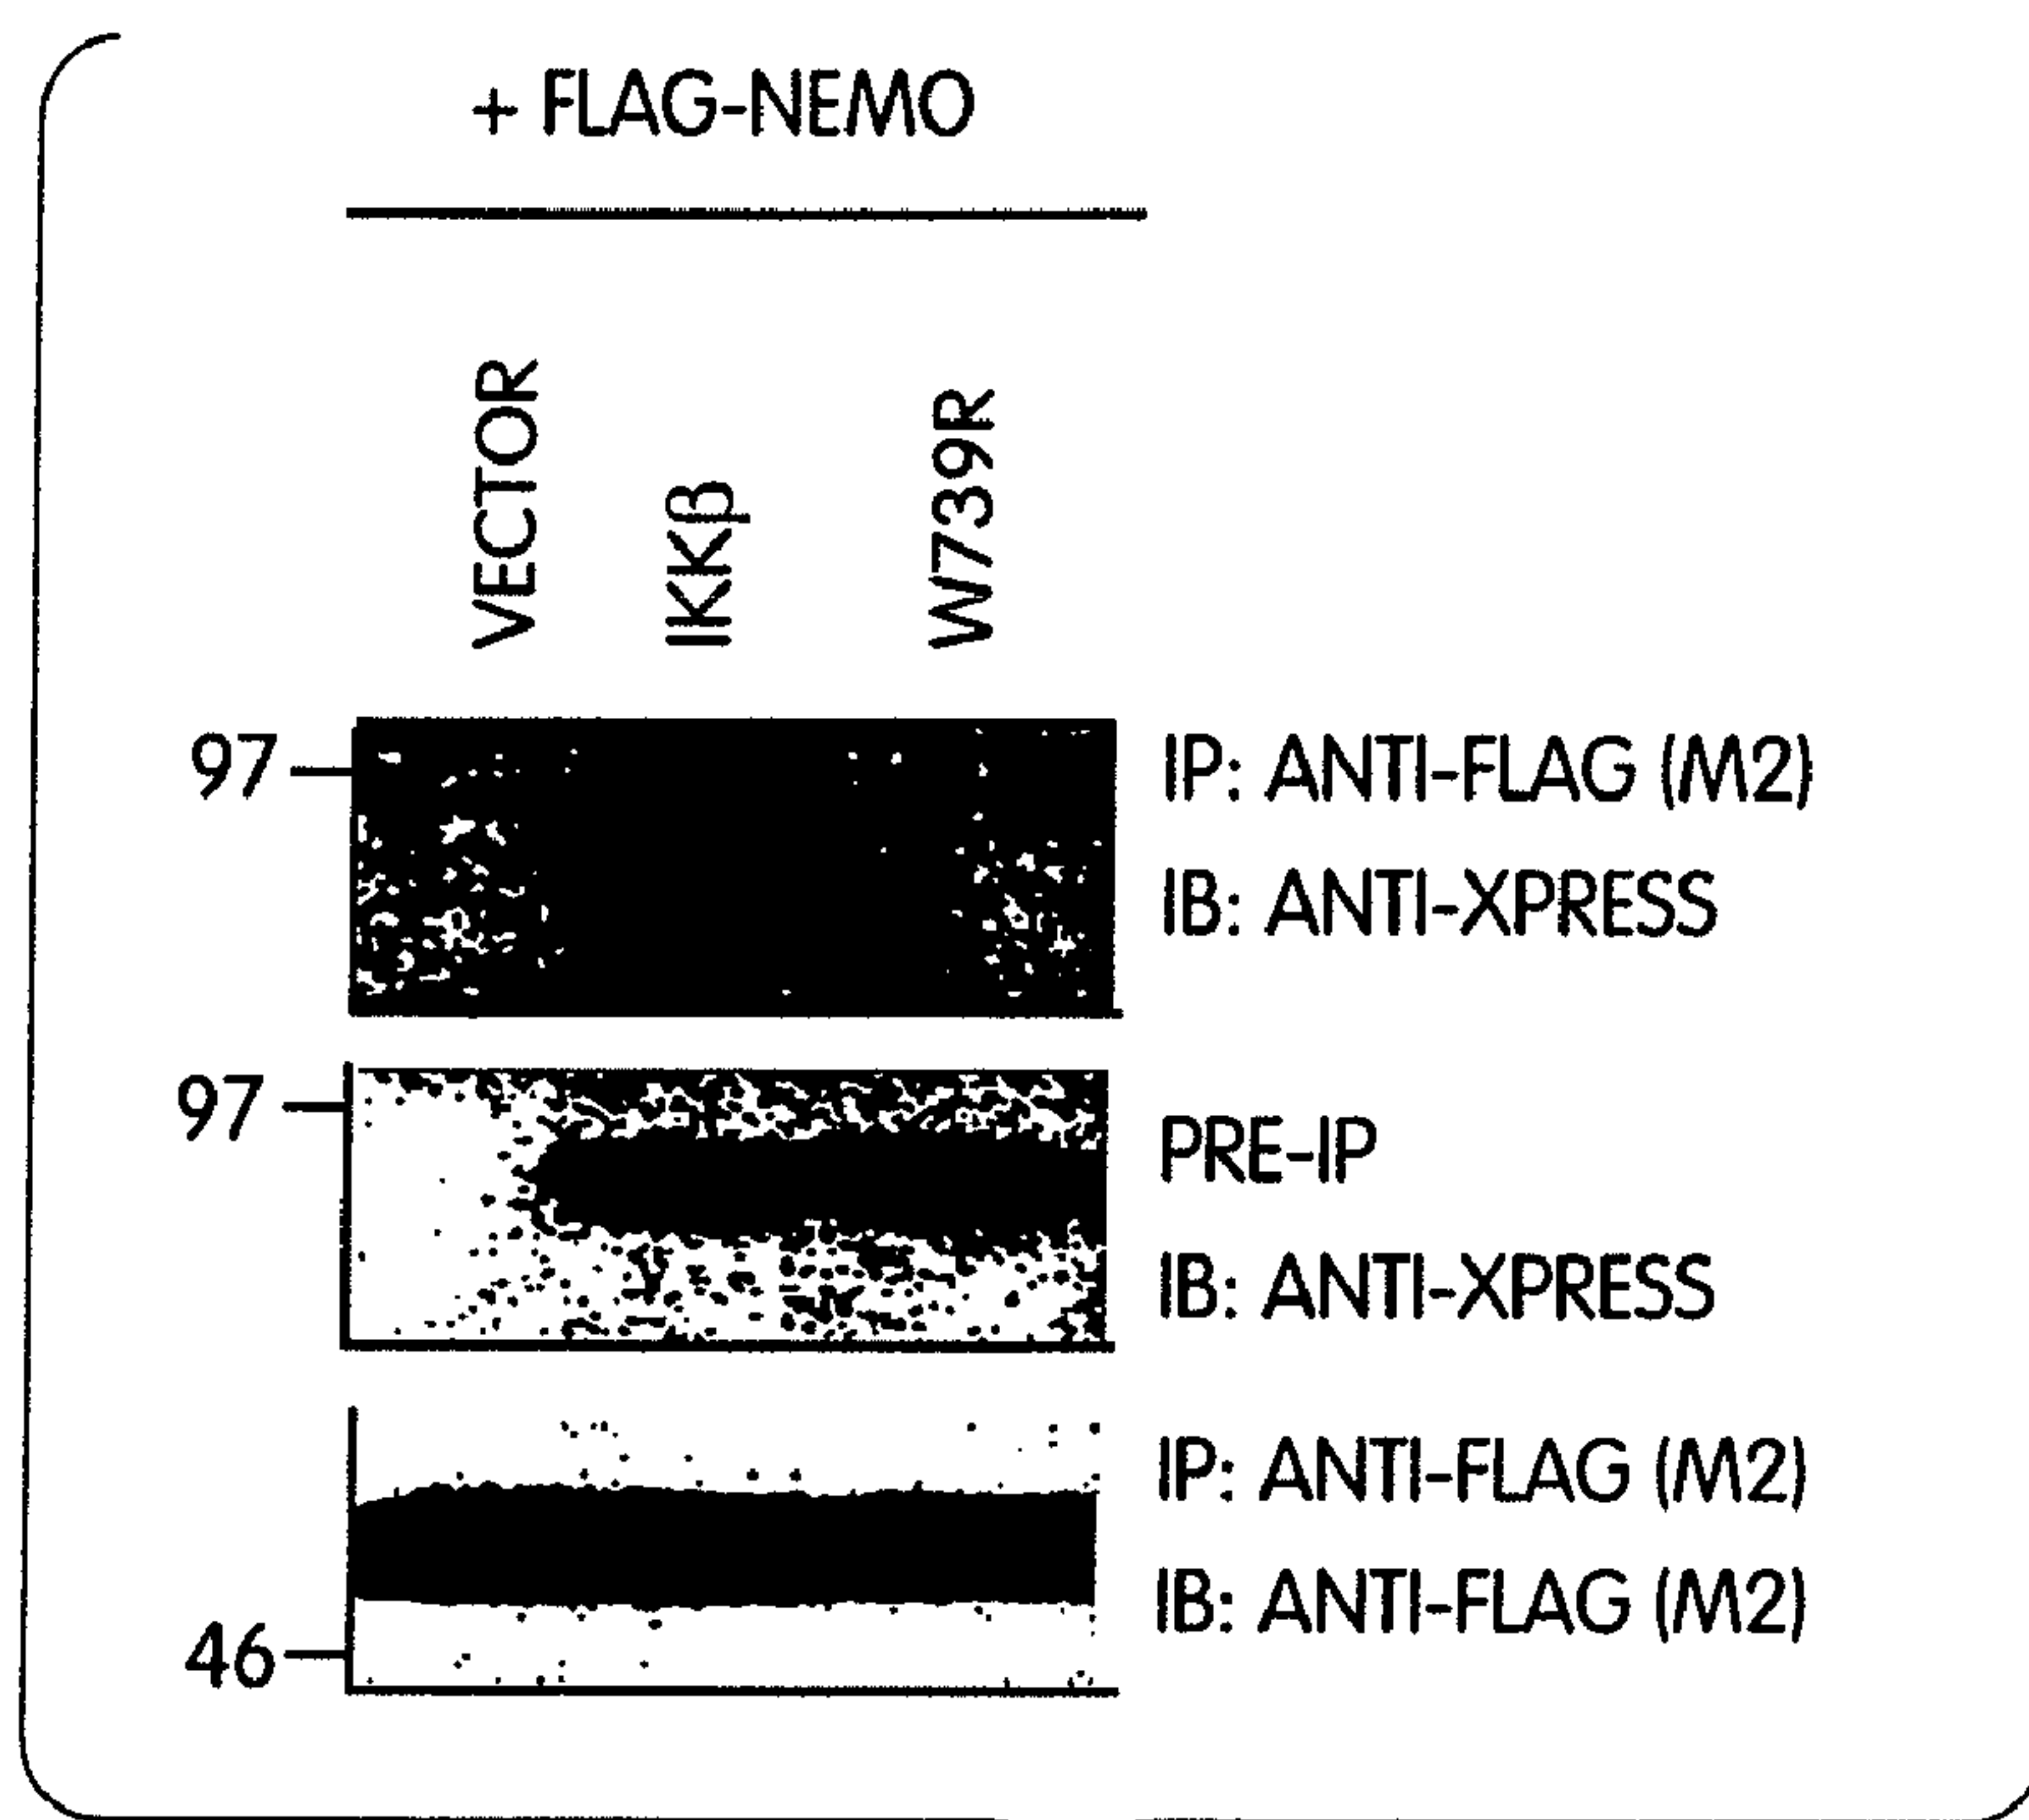 + FLAG-NEMO
VECTOR
IKKβ
W739R
97
IP: ANTI-FLAG (M2)
IB: ANTI-XPRESS
97
PRE-IP
IB: ANTI-XPRESS
IP: ANTI-FLAG (M2)
IB: ANTI-FLAG (M2)
46